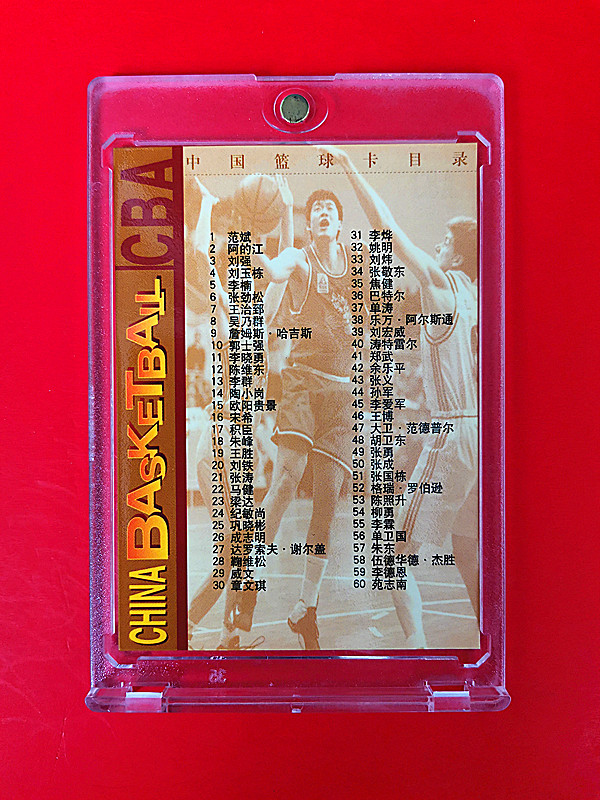 中国篮球卡目录
CBA
CHINA BASKETBALL
1 范斌
2 阿的江
3 刘强
4 刘玉栋
5 李楠
6 张劲松
7 王治郅
8 吴乃群
9 詹姆斯·哈吉斯
10 郭士强
11 李晓勇
12 陈维东
13 李群
14 陶小岗
15 欧阳贵景
16 宋希
17 积臣
18 朱峰
19 王胜
20 刘铁
21 张涛
22 马健
23 梁达
24 纪敏尚
25 巩晓彬
26 成志明
27 达罗索夫·谢尔盖
28 鞠维松
29 威文
30 章文琪
31 李烨
32 姚明
33 刘炜
34 张敬东
35 焦健
36 巴特尔
37 单涛
38 乐万·阿尔斯通
39 刘宏威
40 涛特雷尔
41 郑武
42 余乐平
43 张义
44 孙军
45 李爱军
46 王博
47 大卫·范德普尔
48 胡卫东
49 张勇
50 张成
51 张国栋
52 格瑞·罗伯逊
53 陈照升
54 柳勇
55 李霖
56 单卫国
57 朱东
58 伍德华德·杰胜
59 李德恩
60 苑志南